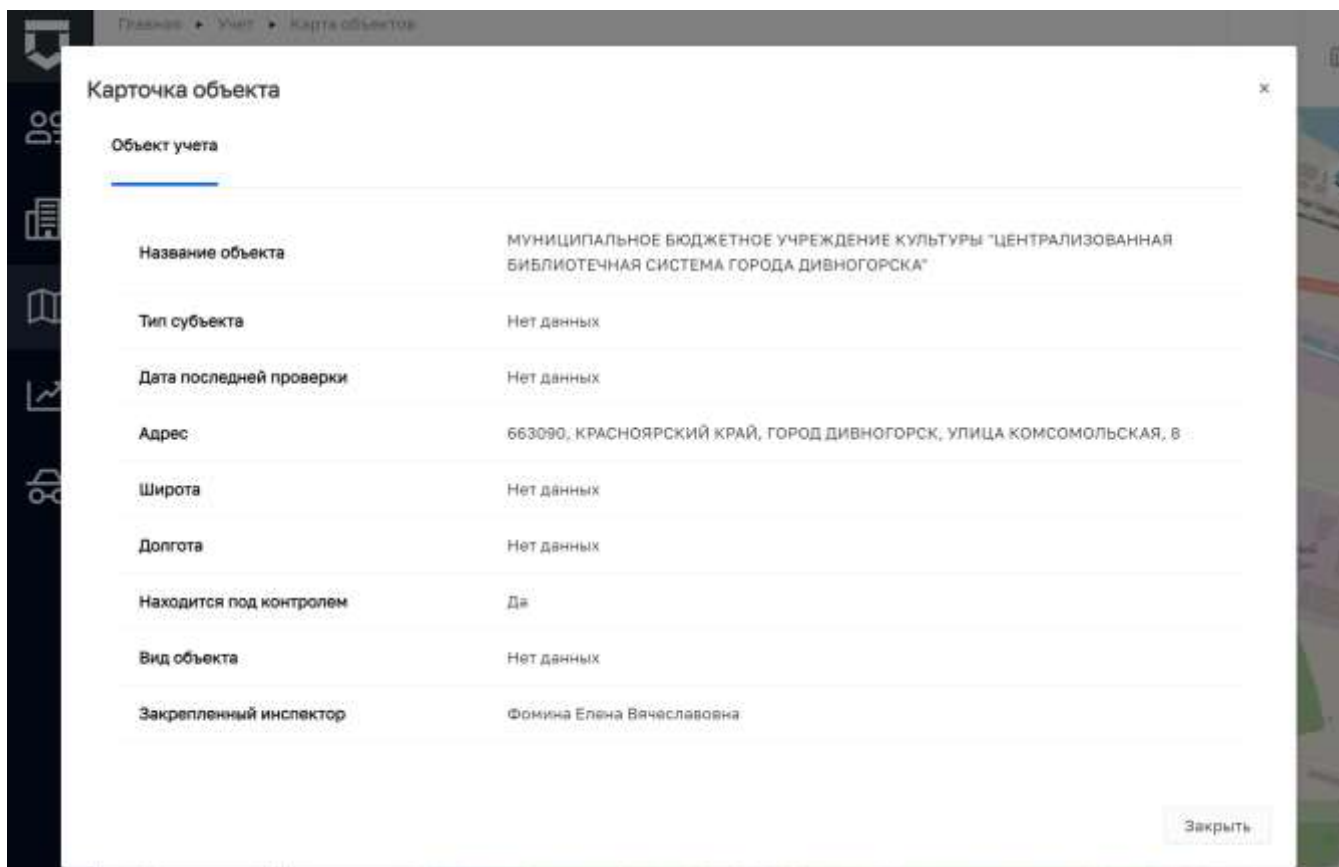 Главная ▸ Учет ▸ Карта объектов
Карточка объекта
×
Объект учета
Название объекта
МУНИЦИПАЛЬНОЕ БЮДЖЕТНОЕ УЧРЕЖДЕНИЕ КУЛЬТУРЫ "ЦЕНТРАЛИЗОВАННАЯ
БИБЛИОТЕЧНАЯ СИСТЕМА ГОРОДА ДИВНОГОРСКА"
Тип субъекта Нет данных
Дата последней проверки Нет данных
Адрес 663090, КРАСНОЯРСКИЙ КРАЙ, ГОРОД ДИВНОГОРСК, УЛИЦА КОМСОМОЛЬСКАЯ, 8
Широта Нет данных
Долгота Нет данных
Находится под контролем Да
Вид объекта Нет данных
Закрепленный инспектор Фомина Елена Вячеславовна
Закрыть